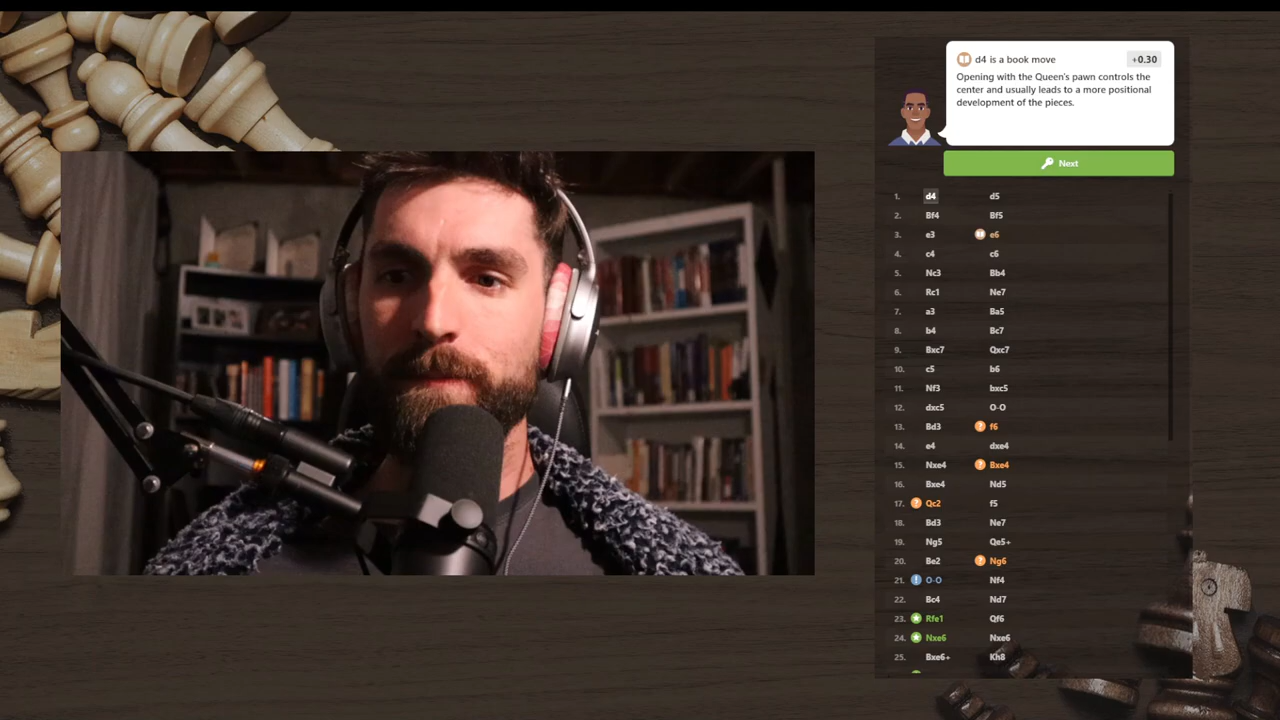 d4 is a book move +0.30
Opening with the Queen's pawn controls the
center and usually leads to a more positional
development of the pieces.
Next
1. d4 d5
2. Bf4 Bf5
3. e3 e6
4. c4 c6
5. Nc3 Bb4
6. Rc1 Ne7
7. a3 Ba5
8. b4 Bc7
9. Bxc7 Qxc7
10. c5 b6
11. Nf3 bxc5
12. dxc5 O-O
13. Bd3 ? f6
14. e4 dxe4
15. Nxe4 ? Bxe4
16. Bxe4 Nd5
17. ? Qc2 f5
18. Bd3 Ne7
19. Ng5 Qe5+
20. Be2 ? Ng6
21. ! O-O Nf4
22. Bc4 Nd7
23. Rfe1 Qf6
24. Nxe6 Nxe6
25. Bxe6+ Kh8